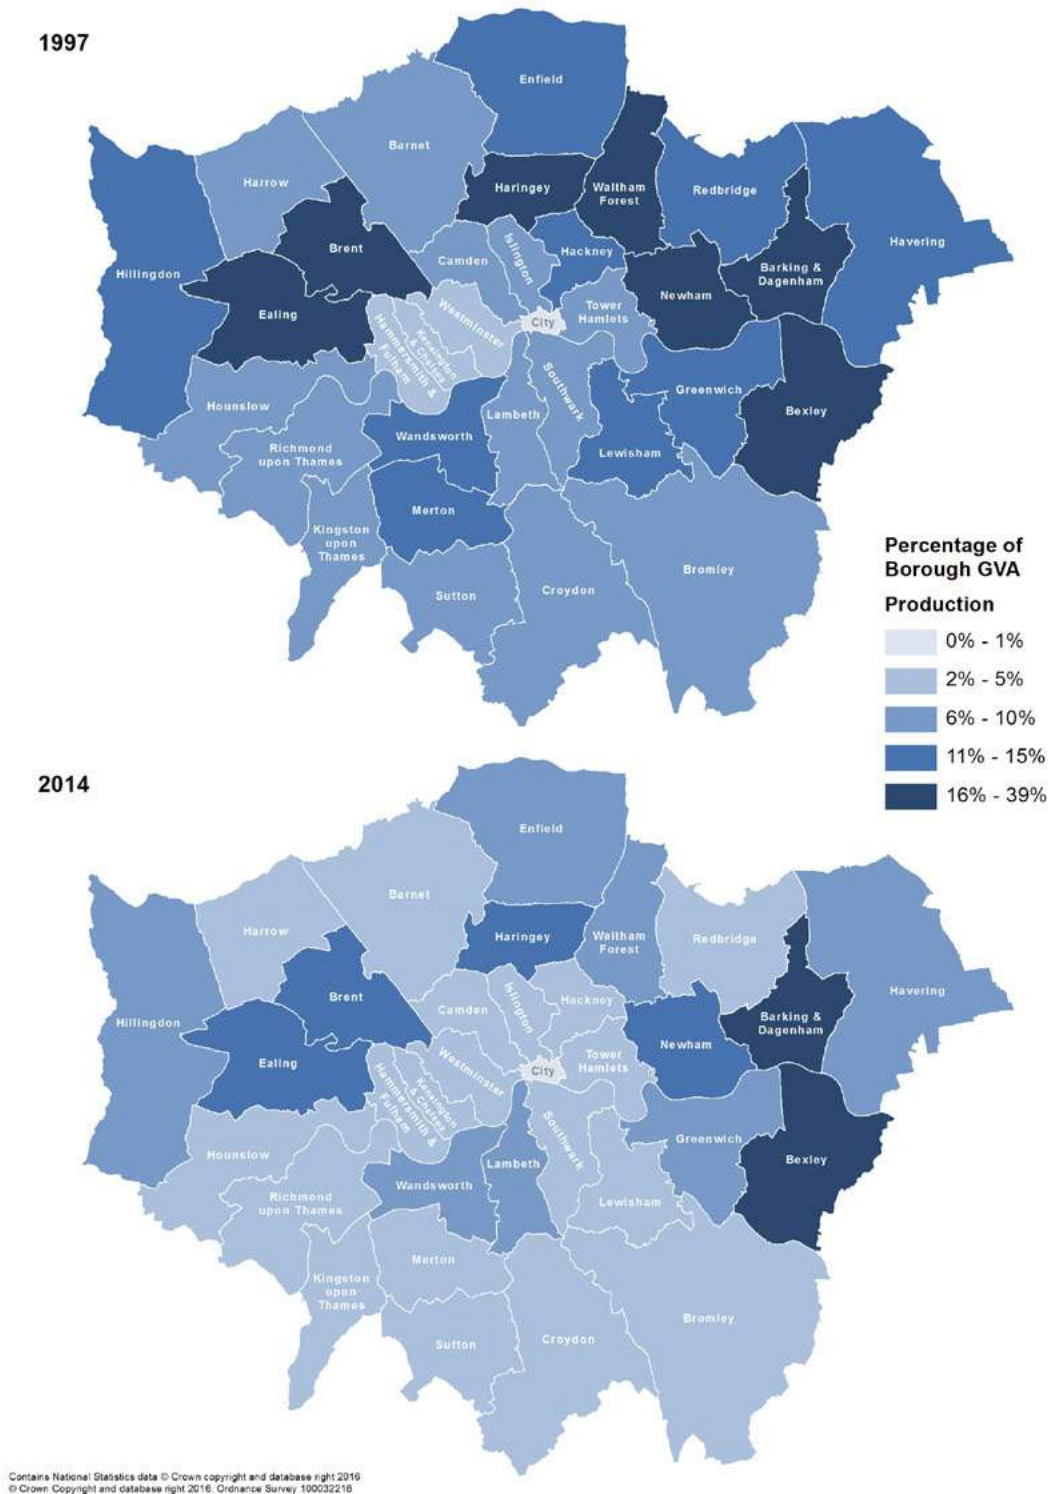 1997
Enfield
Barnet
Harrow
Haringey
Waltham
Forest
Redbridge
Havering
Brent
Hillingdon
Camden
Islington
Hackney
Barking &
Dagenham
Ealing
Newham
Westminster
City
Tower
Hamlets
Kensington
& Chelsea
Hammersmith &
Fulham
Hounslow
Southwark
Greenwich
Bexley
Lambeth
Wandsworth
Richmond
upon Thames
Lewisham
Merton
Kingston
upon
Thames
Bromley
Sutton
Croydon
Percentage of
Borough GVA
Production
0% - 1%
2% - 5%
6% - 10%
11% - 15%
16% - 39%
2014
Enfield
Barnet
Harrow
Haringey
Waltham
Forest
Redbridge
Havering
Brent
Hillingdon
Camden
Islington
Hackney
Barking &
Dagenham
Ealing
Newham
Westminster
City
Tower
Hamlets
Kensington
& Chelsea
Hammersmith &
Fulham
Hounslow
Southwark
Greenwich
Bexley
Lambeth
Wandsworth
Richmond
upon Thames
Lewisham
Merton
Kingston
upon
Thames
Bromley
Sutton
Croydon
Contains National Statistics data © Crown copyright and database right 2016
© Crown Copyright and database right 2016. Ordnance Survey 100032216